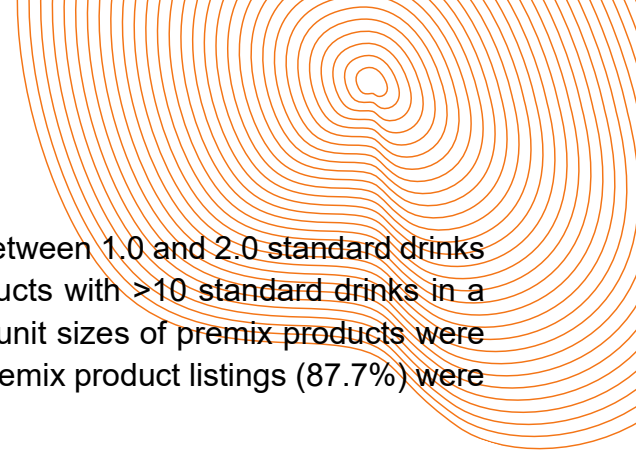 etween 1.0 and 2.0 standard drinks
ucts with >10 standard drinks in a
unit sizes of premix products were
emix product listings (87.7%) were